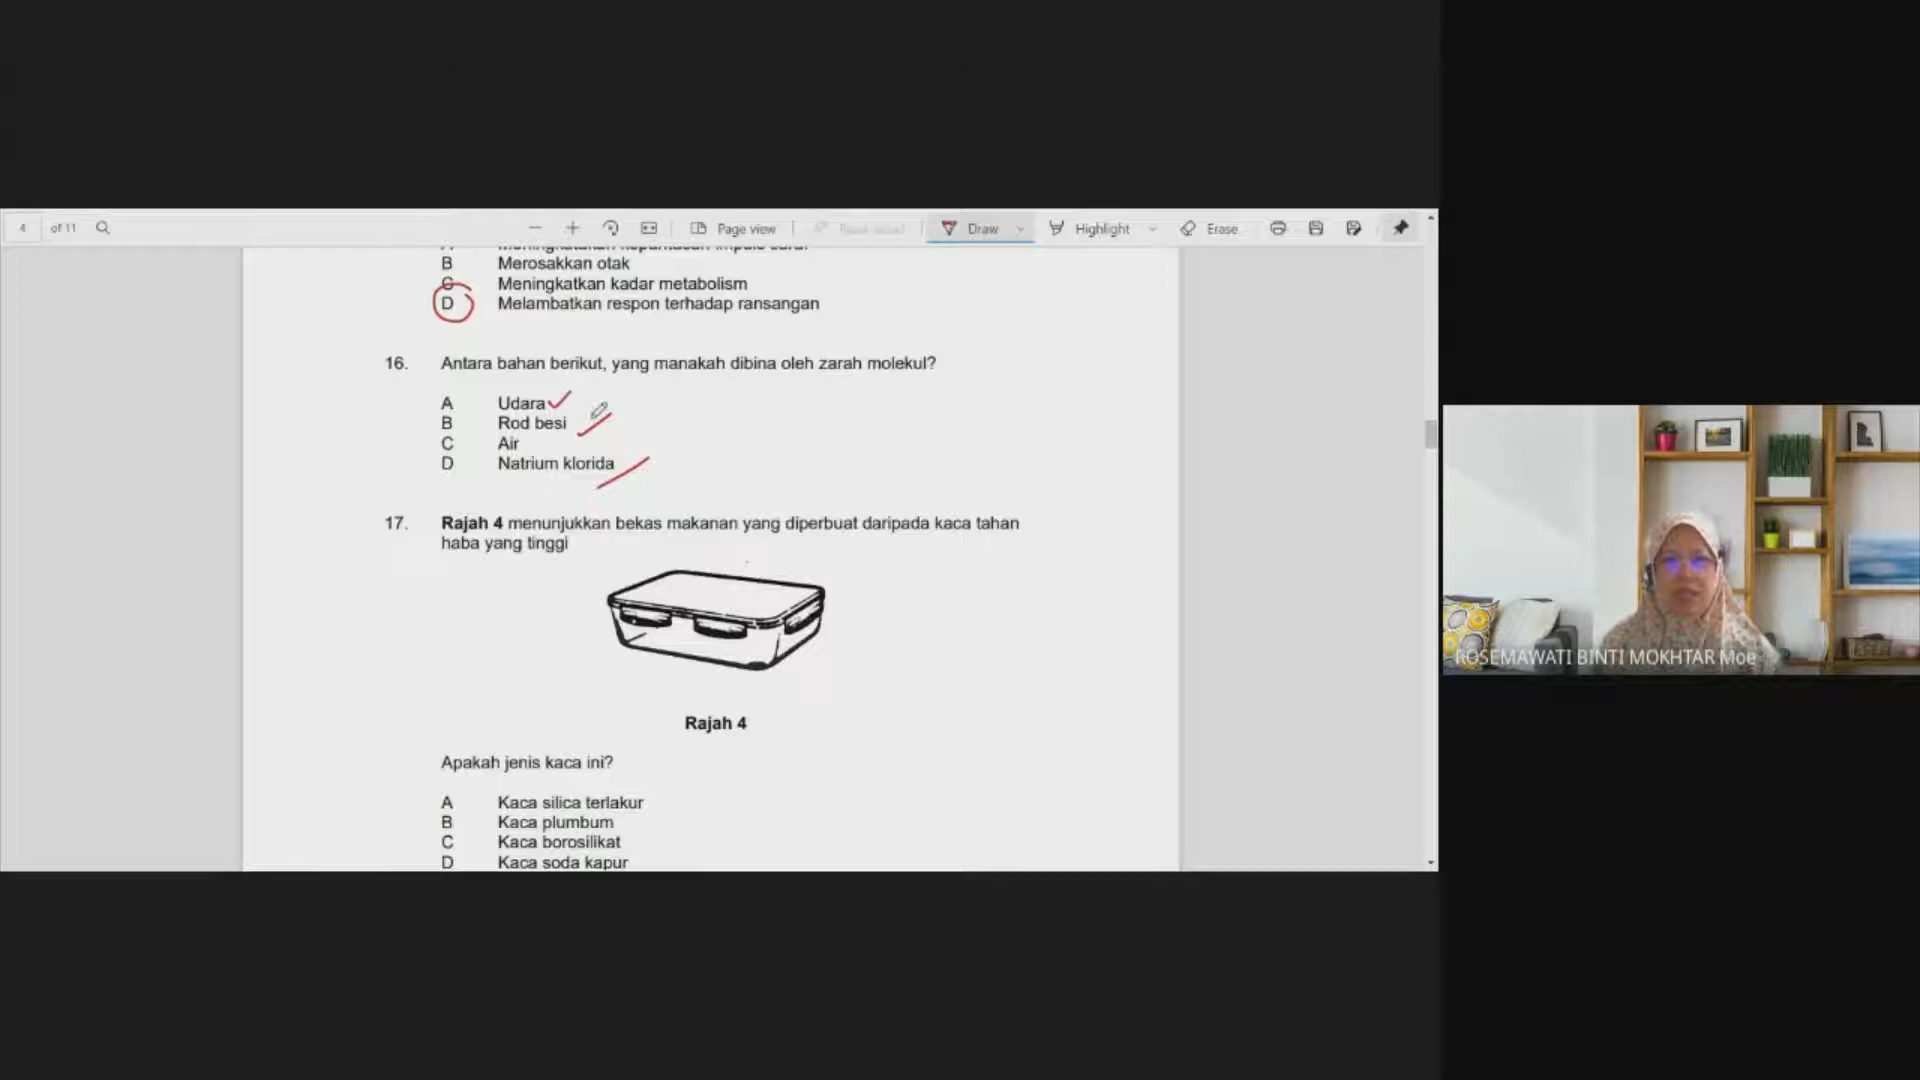 4 of 11
Page view
Draw
Highlight
Erase
B Merosakkan otak
C Meningkatkan kadar metabolism
D Melambatkan respon terhadap ransangan
16. Antara bahan berikut, yang manakah dibina oleh zarah molekul?
A Udara
B Rod besi
C Air
D Natrium klorida
17. Rajah 4 menunjukkan bekas makanan yang diperbuat daripada kaca tahan
haba yang tinggi
Rajah 4
Apakah jenis kaca ini?
A Kaca silica terlakur
B Kaca plumbum
C Kaca borosilikat
D Kaca soda kapur
ROSEMAWATI BINTI MOKHTAR Moe